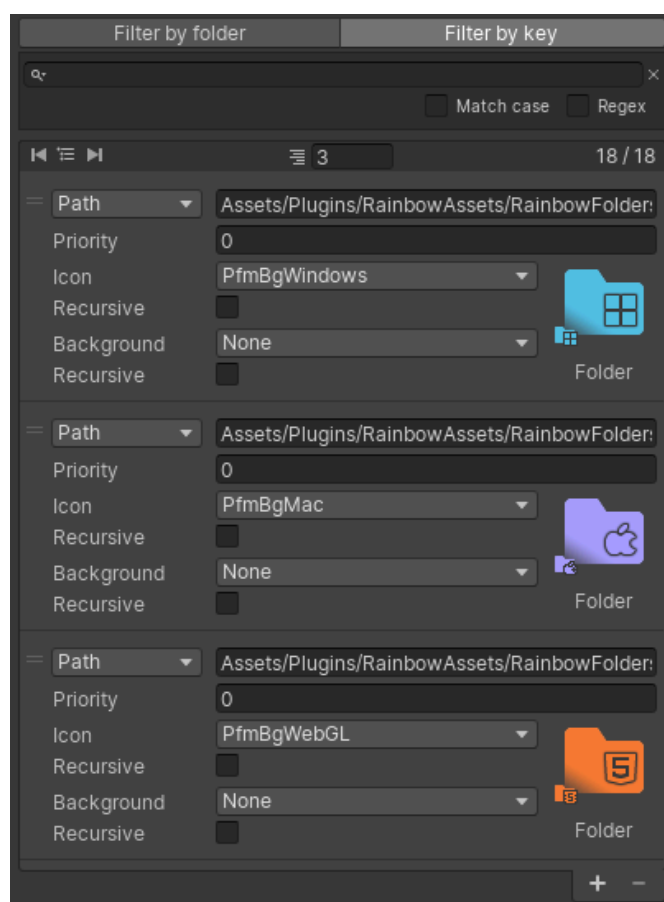 Filter by folder Filter by key
Match case Regex
3 18 / 18
Path Assets/Plugins/RainbowAssets/RainbowFolders
Priority 0
Icon PfmBgWindows
Recursive
Background None
Recursive Folder
Path Assets/Plugins/RainbowAssets/RainbowFolders
Priority 0
Icon PfmBgMac
Recursive
Background None
Recursive Folder
Path Assets/Plugins/RainbowAssets/RainbowFolders
Priority 0
Icon PfmBgWebGL
Recursive
Background None
Recursive Folder